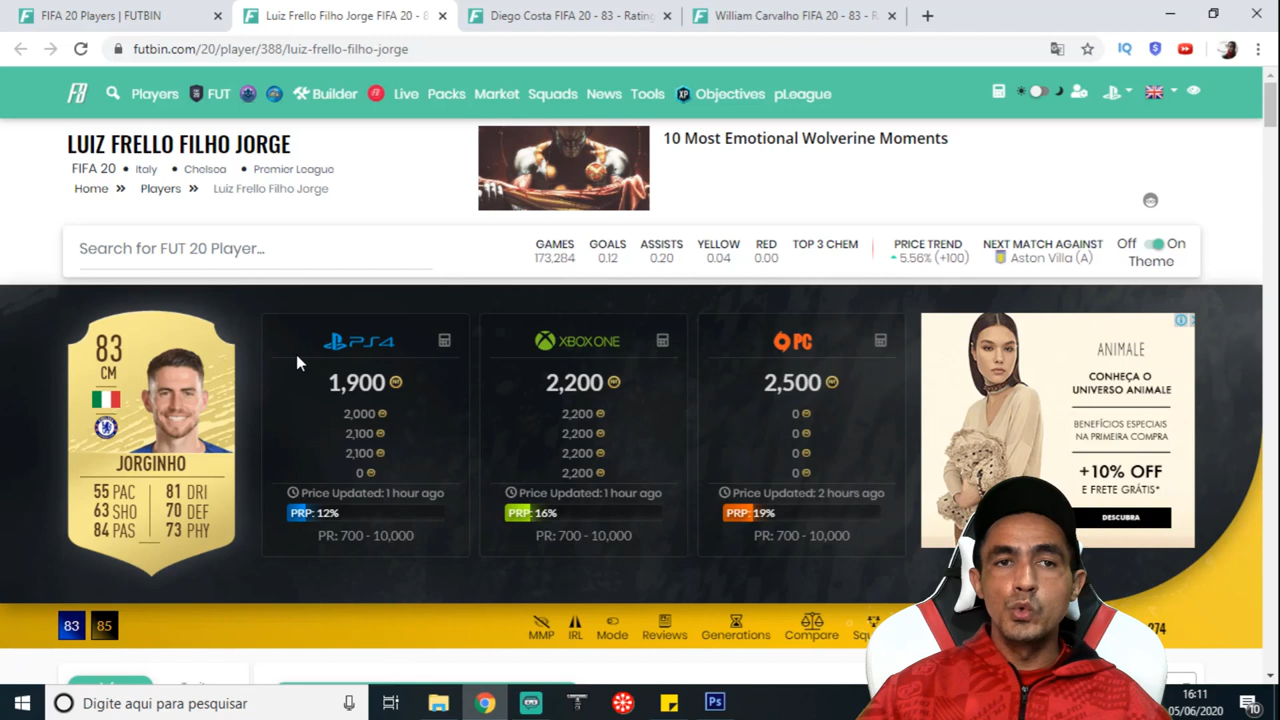 FIFA 20 Players | FUTBIN
Luiz Frello Filho Jorge FIFA 20 - 8
Diego Costa FIFA 20 - 83 - Rating
William Carvalho FIFA 20 - 83 - R
futbin.com/20/player/388/luiz-frello-filho-jorge
IQ
Players FUT Builder Live Packs Market Squads News Tools XP Objectives pLeague
LUIZ FRELLO FILHO JORGE
FIFA 20 • Italy • Chelsea • Premier League
Home » Players » Luiz Frello Filho Jorge
10 Most Emotional Wolverine Moments
Search for FUT 20 Player...
GAMES GOALS ASSISTS YELLOW RED TOP 3 CHEM PRICE TREND NEXT MATCH AGAINST
173,284 0.12 0.20 0.04 0.00 5.56% (+100) Aston Villa (A)
Off On
Theme
83
CM
JORGINHO
55 PAC 81 DRI
63 SHO 70 DEF
84 PAS 73 PHY
PS4
1,900
2,000
2,100
2,100
0
Price Updated: 1 hour ago
PRP: 12%
PR: 700 - 10,000
XBOX ONE
2,200
2,200
2,200
2,200
2,200
Price Updated: 1 hour ago
PRP: 16%
PR: 700 - 10,000
PC
2,500
0
0
0
0
Price Updated: 2 hours ago
PRP: 19%
PR: 700 - 10,000
ANIMALE
CONHEÇA O
UNIVERSO ANIMALE
BENEFÍCIOS ESPECIAIS
NA PRIMEIRA COMPRA
+10% OFF
E FRETE GRÁTIS*
DESCUBRA
83 85
MMP IRL Mode Reviews Generations Compare
274
Digite aqui para pesquisar
Ps
16:11
05/06/2020
10